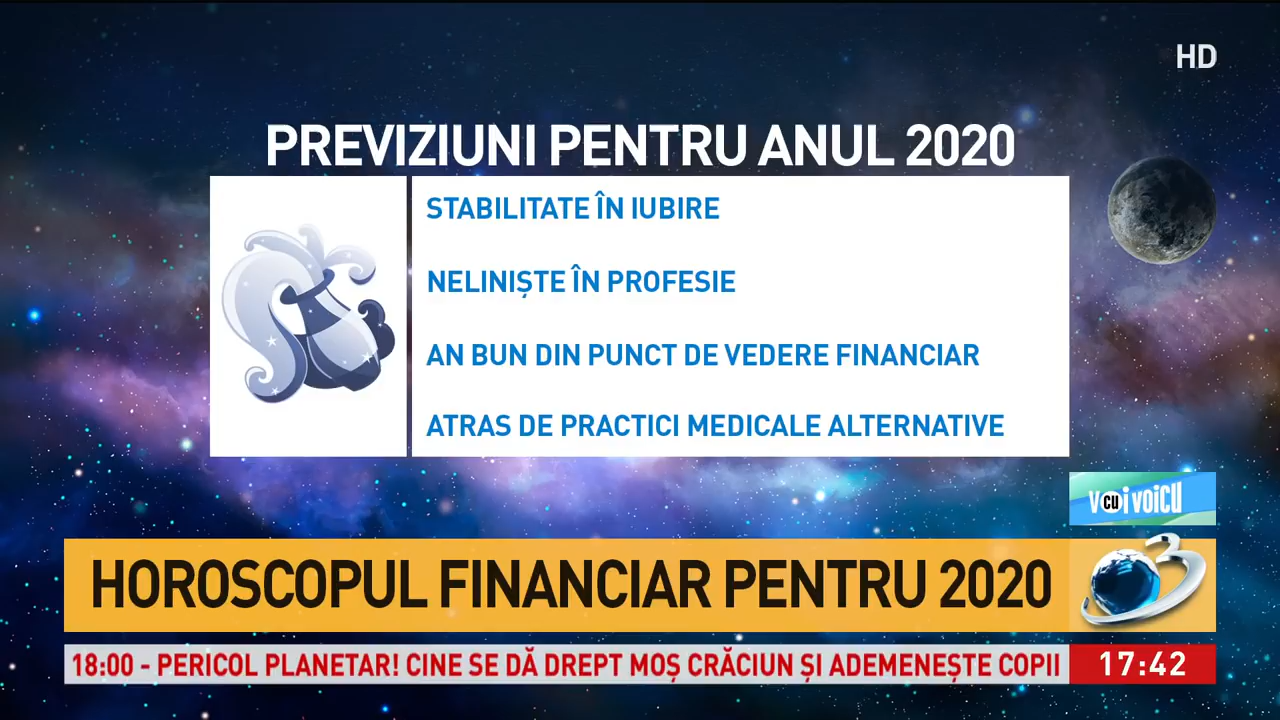 HD
PREVIZIUNI PENTRU ANUL 2020
STABILITATE ÎN IUBIRE
NELINIȘTE ÎN PROFESIE
AN BUN DIN PUNCT DE VEDERE FINANCIAR
ATRAS DE PRACTICI MEDICALE ALTERNATIVE
V cu i voiCU
HOROSCOPUL FINANCIAR PENTRU 2020
3
18:00 - PERICOL PLANETAR! CINE SE DĂ DREPT MOȘ CRĂCIUN ȘI ADEMENEȘTE COPII
17:42